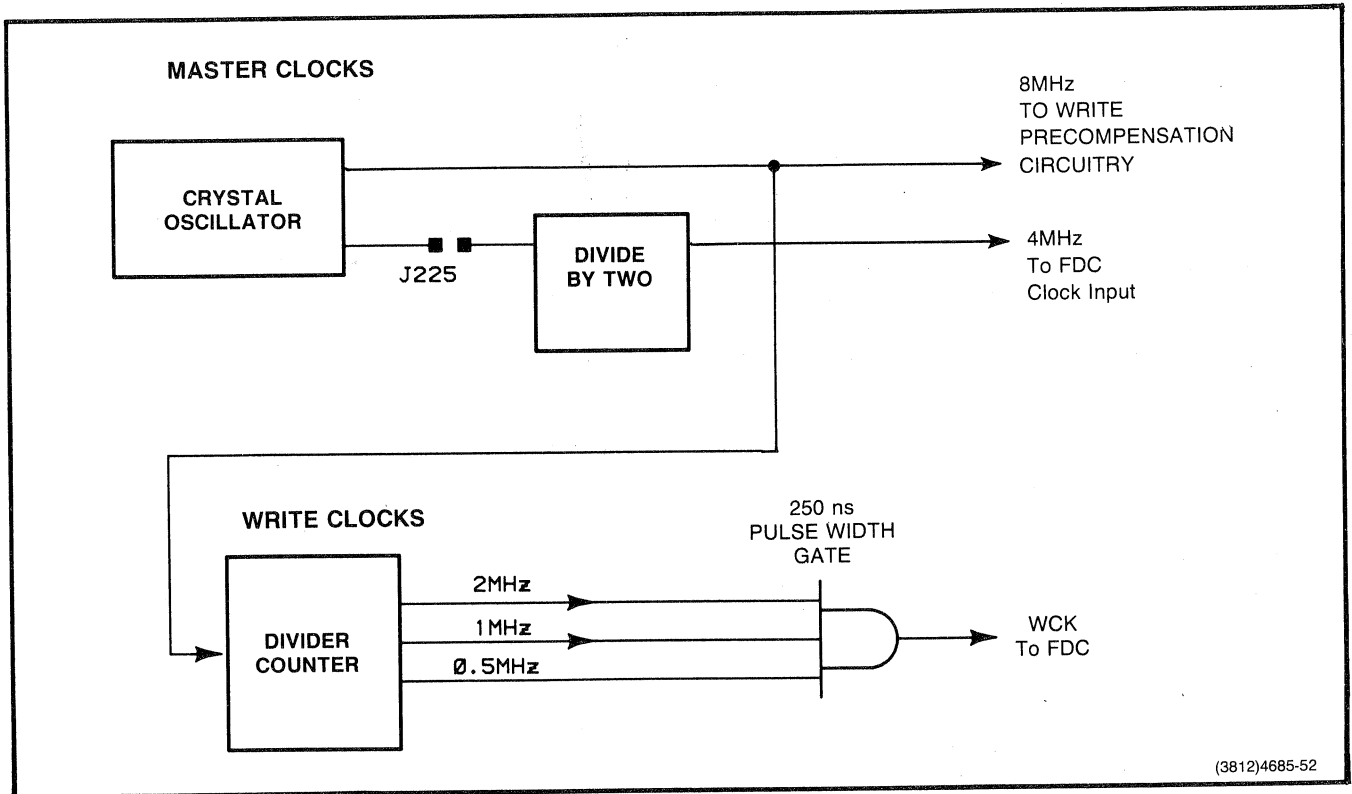 MASTER CLOCKS
CRYSTAL
OSCILLATOR
J225
DIVIDE
BY TWO
8MHz
TO WRITE
PRECOMPENSATION
CIRCUITRY
4MHz
To FDC
Clock Input
WRITE CLOCKS
DIVIDER
COUNTER
2MHz
1MHz
0.5MHz
250 ns
PULSE WIDTH
GATE
WCK
To FDC
(3812)4685-52